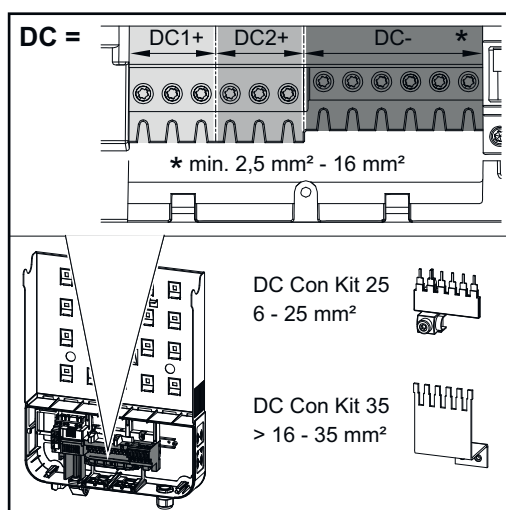 DC =
DC1+ DC2+ DC- *
* min. 2,5 mm² - 16 mm²
DC Con Kit 25
6 - 25 mm²
DC Con Kit 35
> 16 - 35 mm²